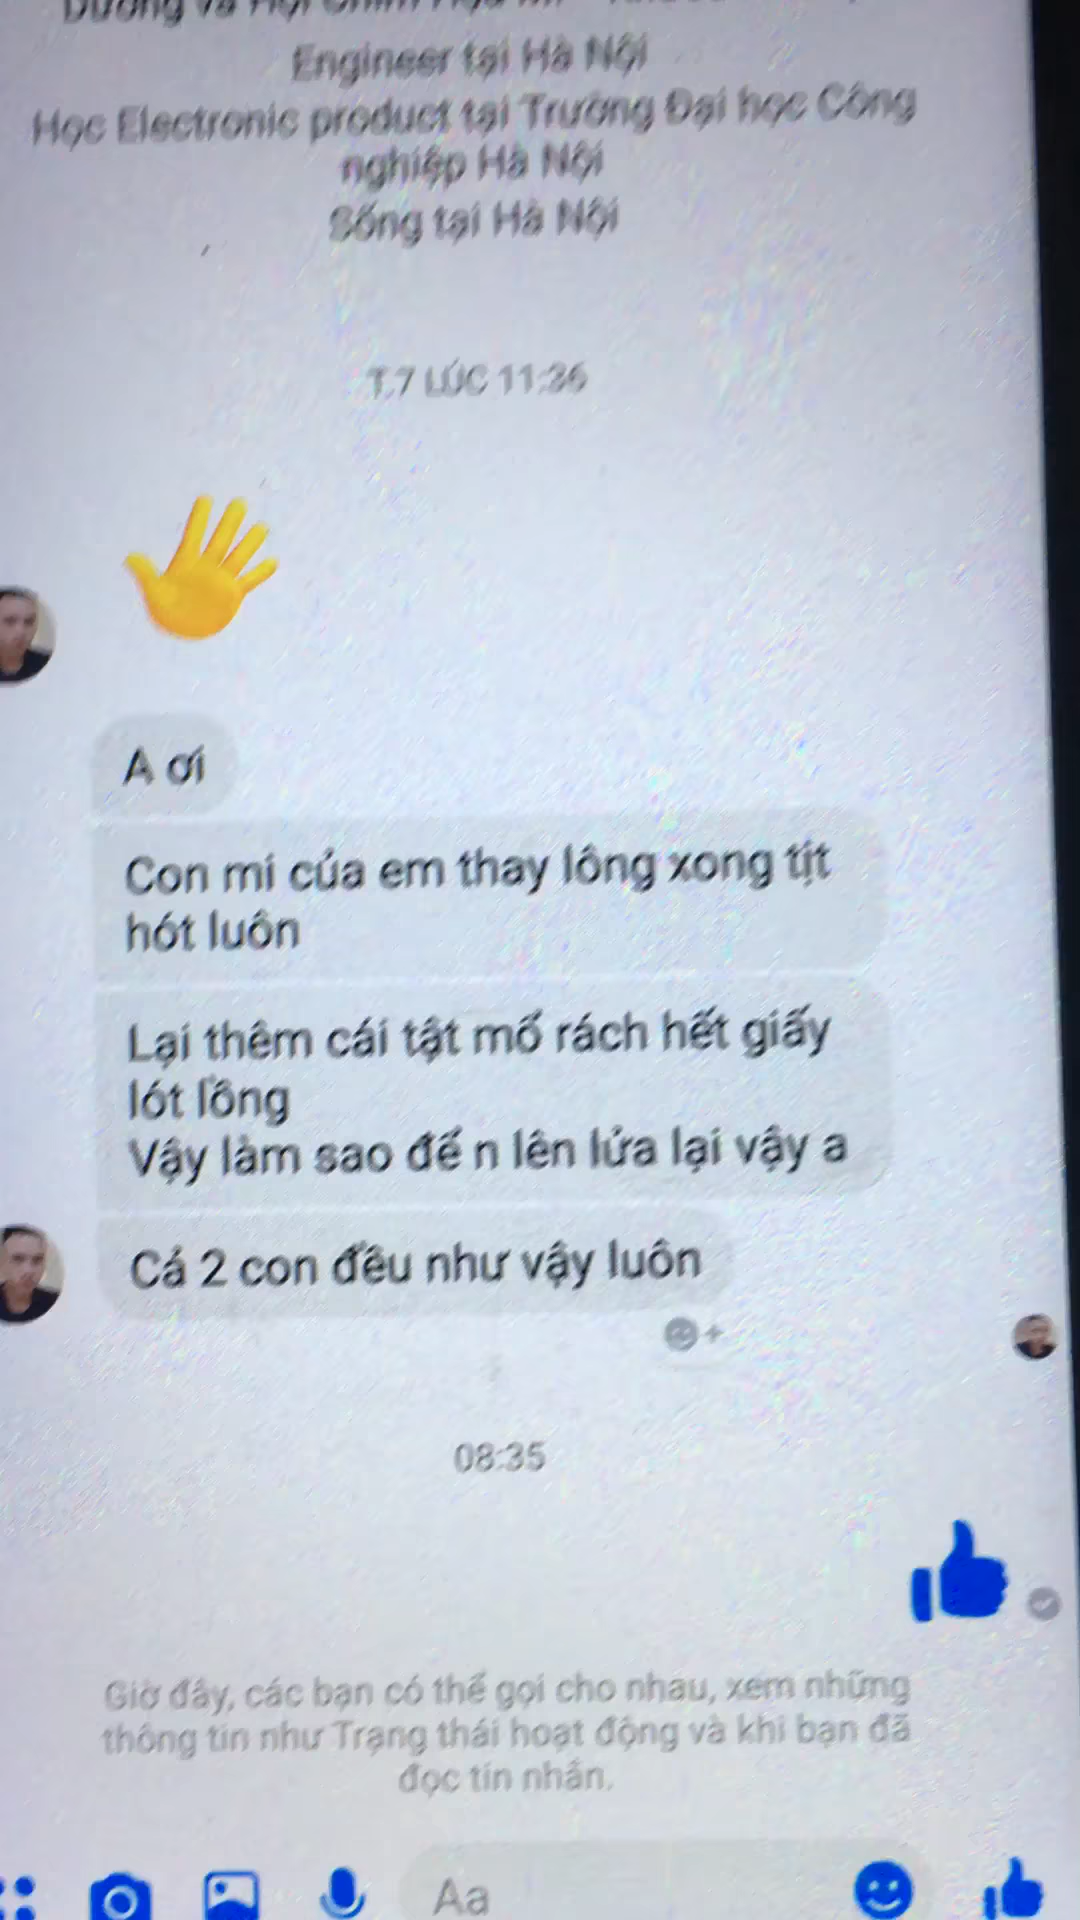 Engineer tại Hà Nội
Học Electronic product tại Trường Đại học Công
nghiệp Hà Nội
Sống tại Hà Nội
T.7 LÚC 11:36
A ơi
Con mi của em thay lông xong tịt
hót luôn
Lại thêm cái tật mổ rách hết giấy
lót lồng
Vậy làm sao để n lên lửa lại vậy a
Cả 2 con đều như vậy luôn
08:35
Giờ đây, các bạn có thể gọi cho nhau, xem những
thông tin như Trạng thái hoạt động và khi bạn đã
đọc tin nhắn.
Aa